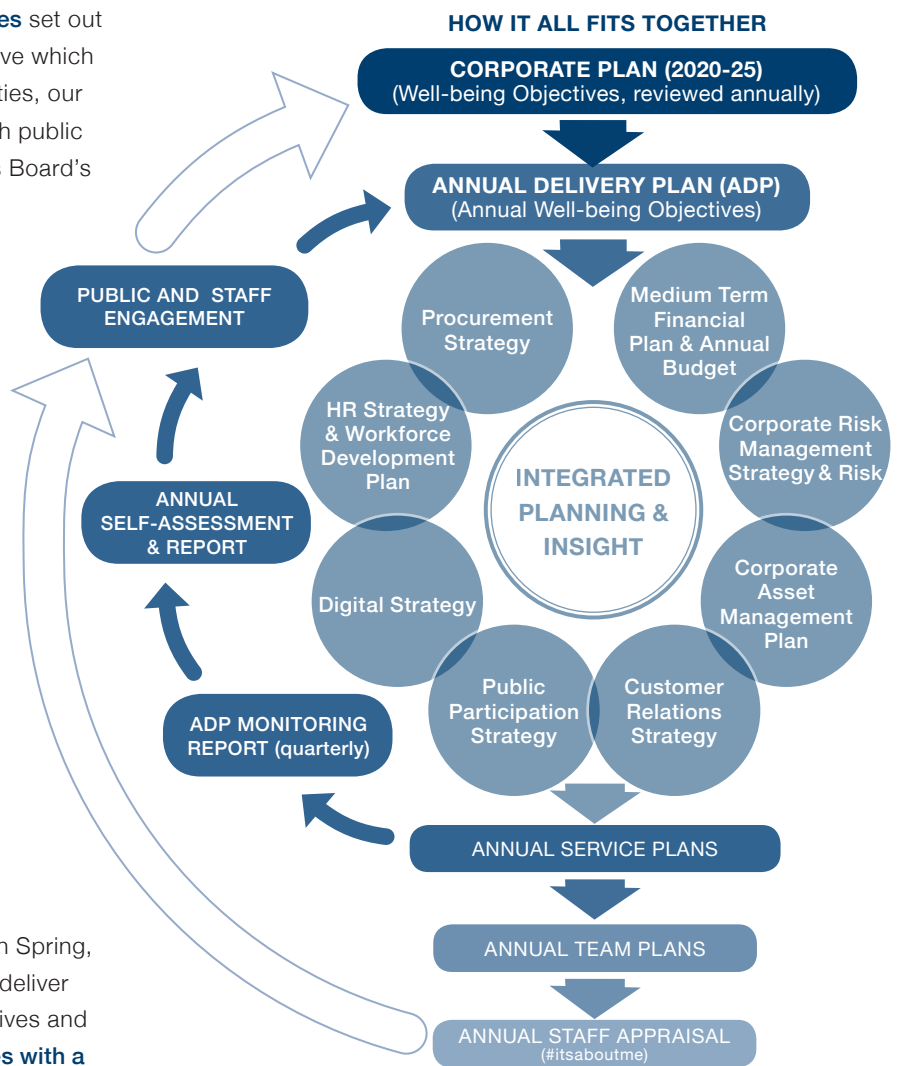 es set out
ve which
ties, our
h public
s Board's
HOW IT ALL FITS TOGETHER
CORPORATE PLAN (2020-25)
(Well-being Objectives, reviewed annually)
ANNUAL DELIVERY PLAN (ADP)
(Annual Well-being Objectives)
PUBLIC AND STAFF
ENGAGEMENT
Procurement
Strategy
Medium Term
Financial
Plan & Annual
Budget
HR Strategy
& Workforce
Development
Plan
Corporate Risk
Management
Strategy & Risk
INTEGRATED
PLANNING &
INSIGHT
ANNUAL
SELF-ASSESSMENT
& REPORT
Digital Strategy
Corporate
Asset
Management
Plan
Public
Participation
Strategy
Customer
Relations
Strategy
ADP MONITORING
REPORT (quarterly)
ANNUAL SERVICE PLANS
ANNUAL TEAM PLANS
ANNUAL STAFF APPRAISAL
(#itsaboutme)
n Spring,
deliver
ives and
es with a